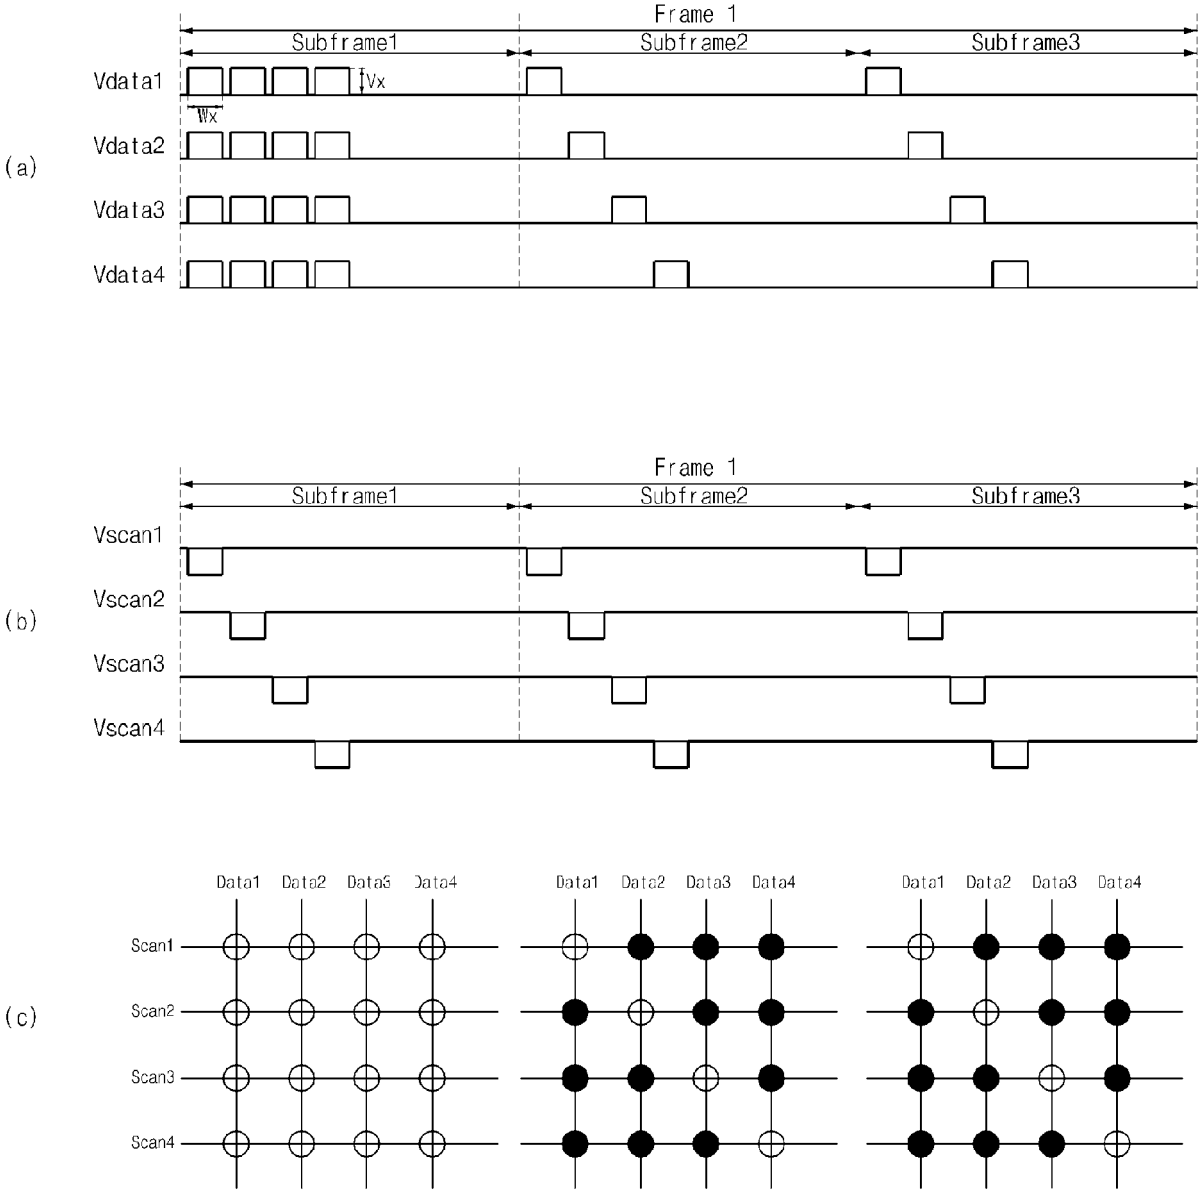 Frame 1
Subframe1 Subframe2 Subframe3
Vdata1
Vx
Wx
Vdata2
(a)
Vdata3
Vdata4
Frame 1
Subframe1 Subframe2 Subframe3
Vscan1
Vscan2
(b)
Vscan3
Vscan4
Data1 Data2 Data3 Data4 Data1 Data2 Data3 Data4 Data1 Data2 Data3 Data4
Scan1
Scan2
(c)
Scan3
Scan4